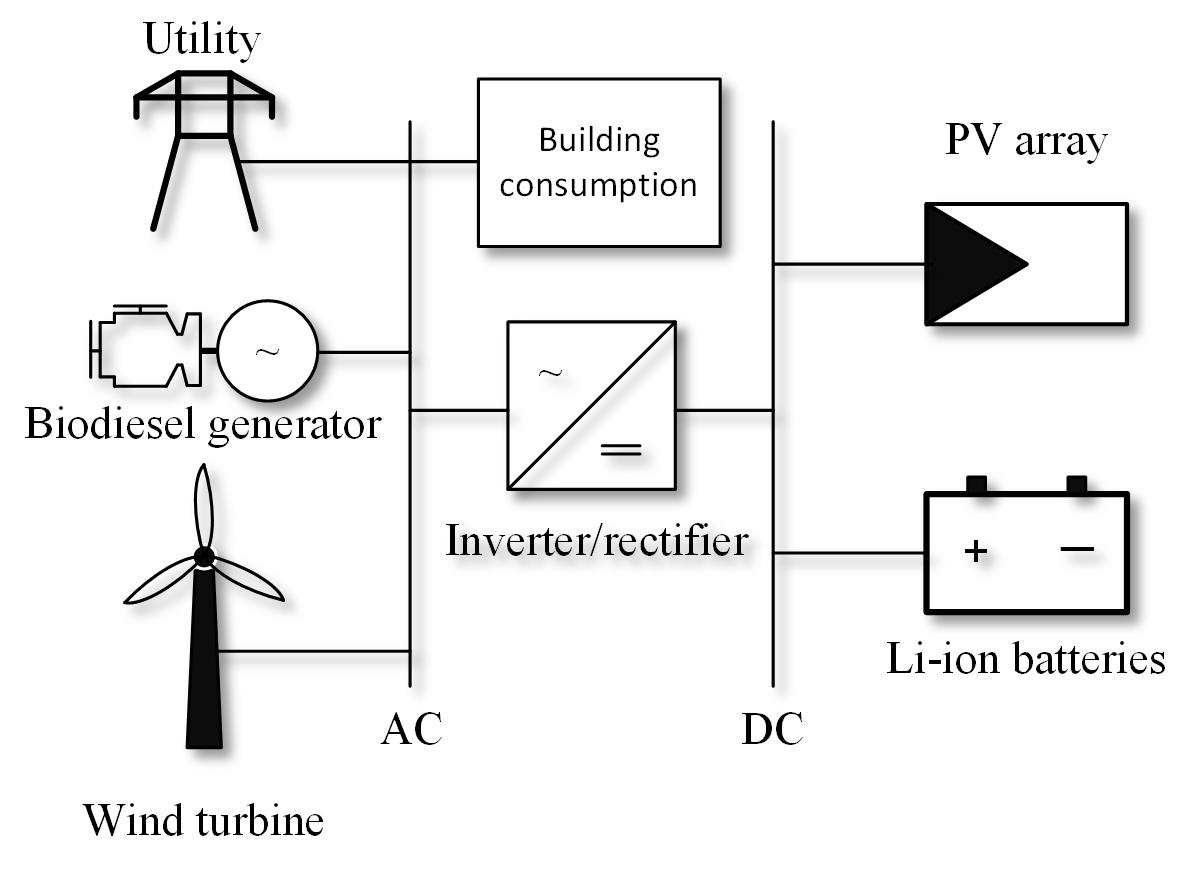 Utility
Building
consumption
PV array
~
Biodiesel generator
~
Inverter/rectifier
+ −
Li-ion batteries
AC
DC
Wind turbine